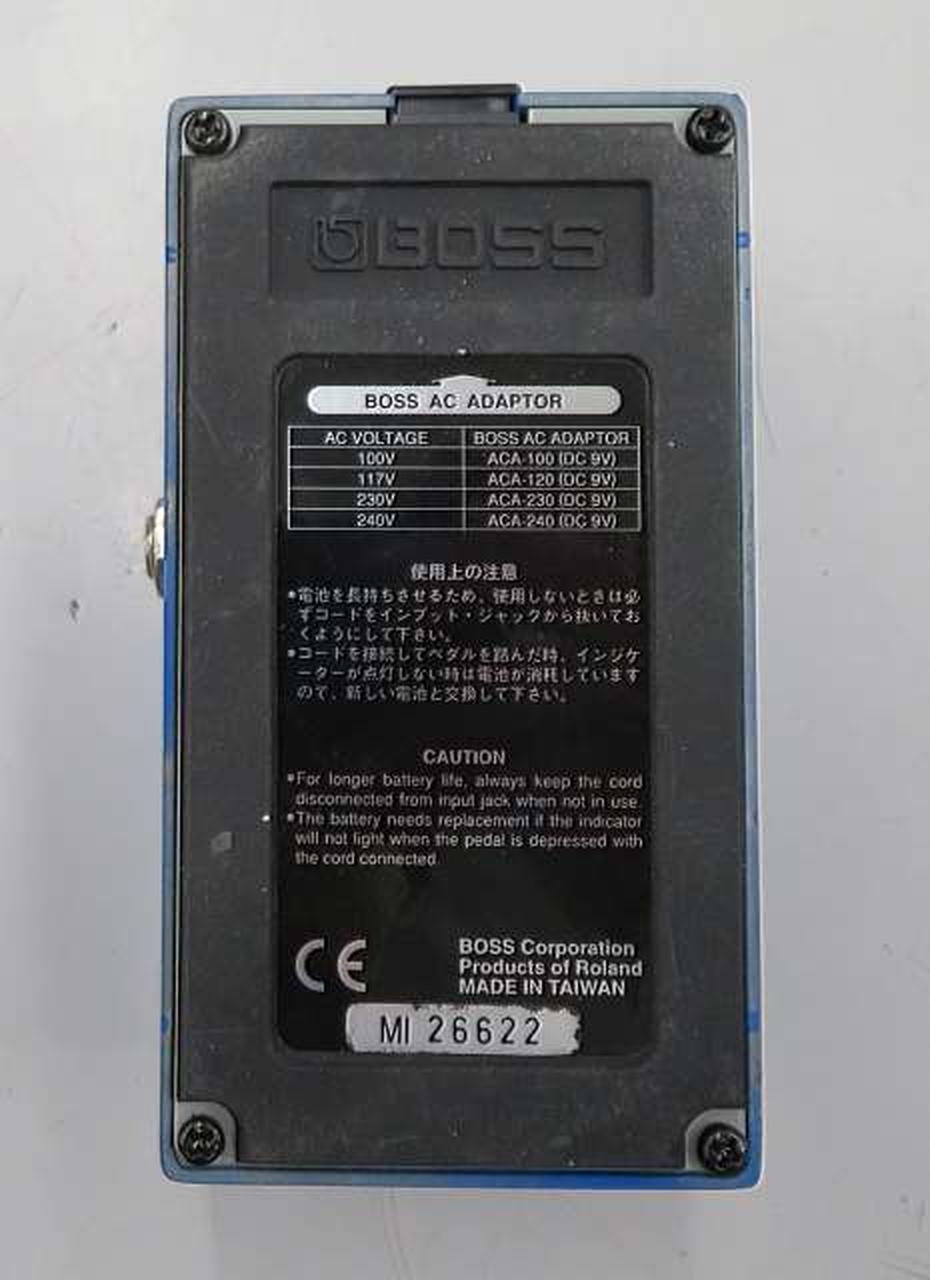 BOSS
BOSS AC ADAPTOR
AC VOLTAGE BOSS AC ADAPTOR
100V ACA-100 (DC 9V)
117V ACA-120 (DC 9V)
230V ACA-230 (DC 9V)
240V ACA-240 (DC 9V)
使用上の注意
•電池を長持ちさせるため、使用しないときは必
ずコードをインプット・ジャックから抜いてお
くようにして下さい。
•コードを接続してペダルを踏んだ時、インジケ
ーターが点灯しない時は電池が消耗しています
ので、新しい電池と交換して下さい。
CAUTION
•For longer battery life, always keep the cord
disconnected from input jack when not in use.
•The battery needs replacement if the indicator
will not light when the pedal is depressed with
the cord connected.
CE
BOSS Corporation
Products of Roland
MADE IN TAIWAN
MI 26622